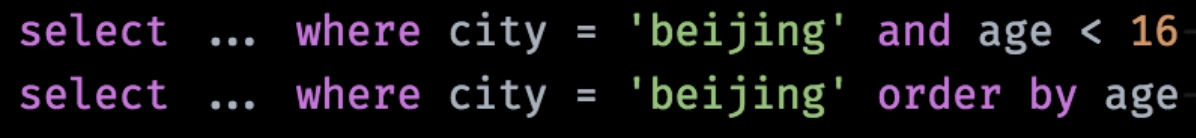 select ... where city = 'beijing' and age < 16
select ... where city = 'beijing' order by age